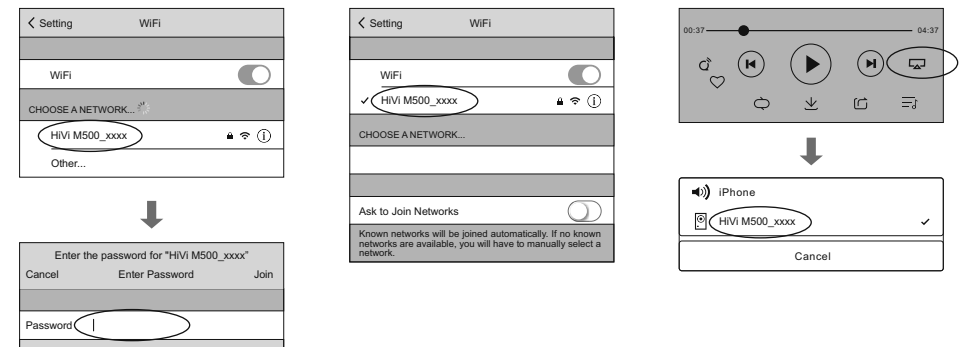 Setting WiFi
WiFi
CHOOSE A NETWORK...
HiVi M500_xxxx
Other...
Enter the password for "HiVi M500_xxxx"
Cancel Enter Password Join
Password
Setting WiFi
WiFi
HiVi M500_xxxx
CHOOSE A NETWORK...
Ask to Join Networks
Known networks will be joined automatically. If no known
networks are available, you will have to manually select a
network.
00:37 04:37
iPhone
HiVi M500_xxxx
Cancel